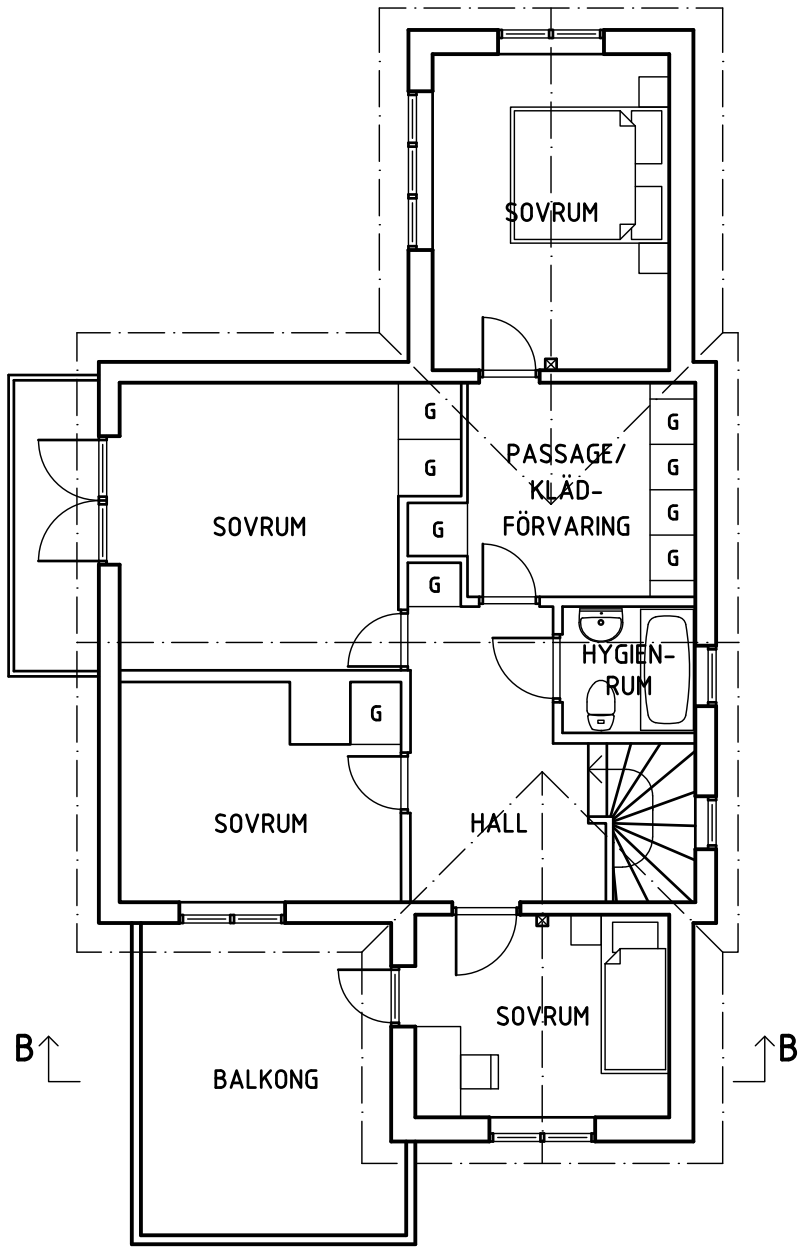 SOVRUM
G
G
G
G
G
G
G
G
PASSAGE/
KLÄD-
FÖRVARING
SOVRUM
HYGIEN-
RUM
G
SOVRUM
HALL
SOVRUM
B
B
BALKONG